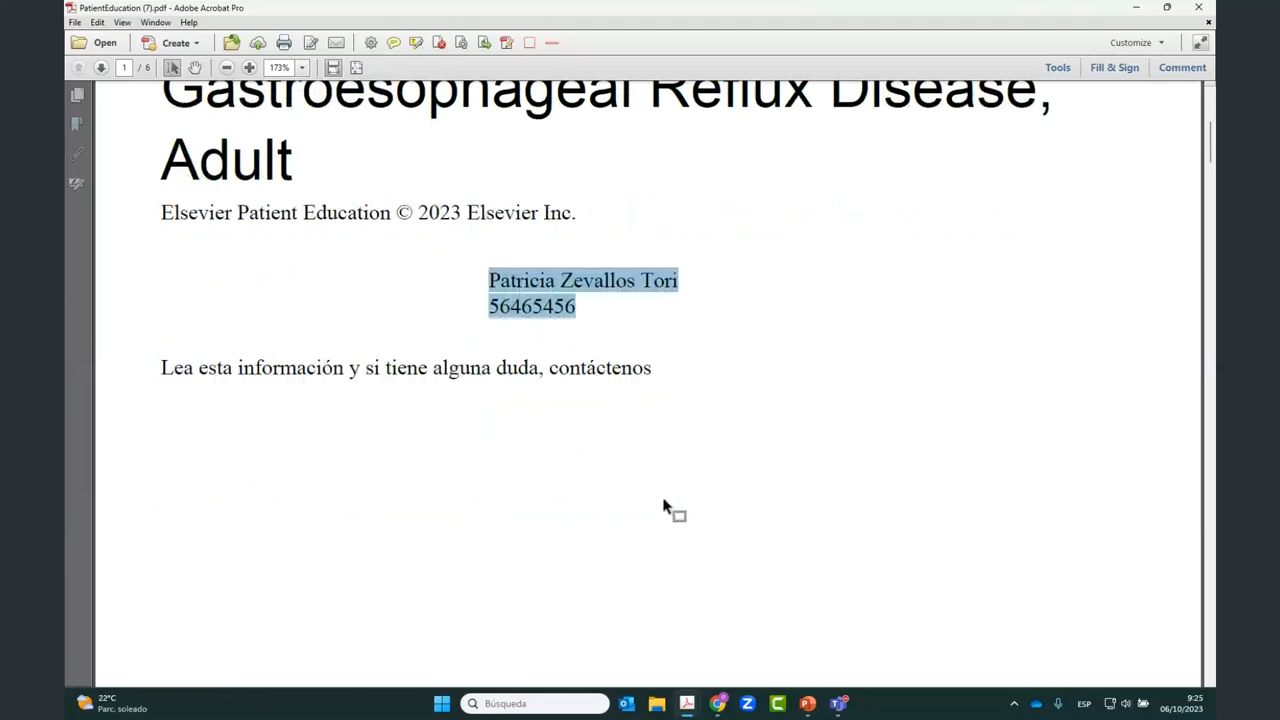 PatientEducation (7).pdf - Adobe Acrobat Pro
File Edit View Window Help
Open Create Customize
1 / 6 173% Tools Fill & Sign Comment
Gastroesophageal Reflux Disease,
Adult
Elsevier Patient Education © 2023 Elsevier Inc.
Patricia Zevallos Tori
56465456
Lea esta información y si tiene alguna duda, contáctenos
22°C
Parc. soleado
Búsqueda
ESP
9:25
06/10/2023